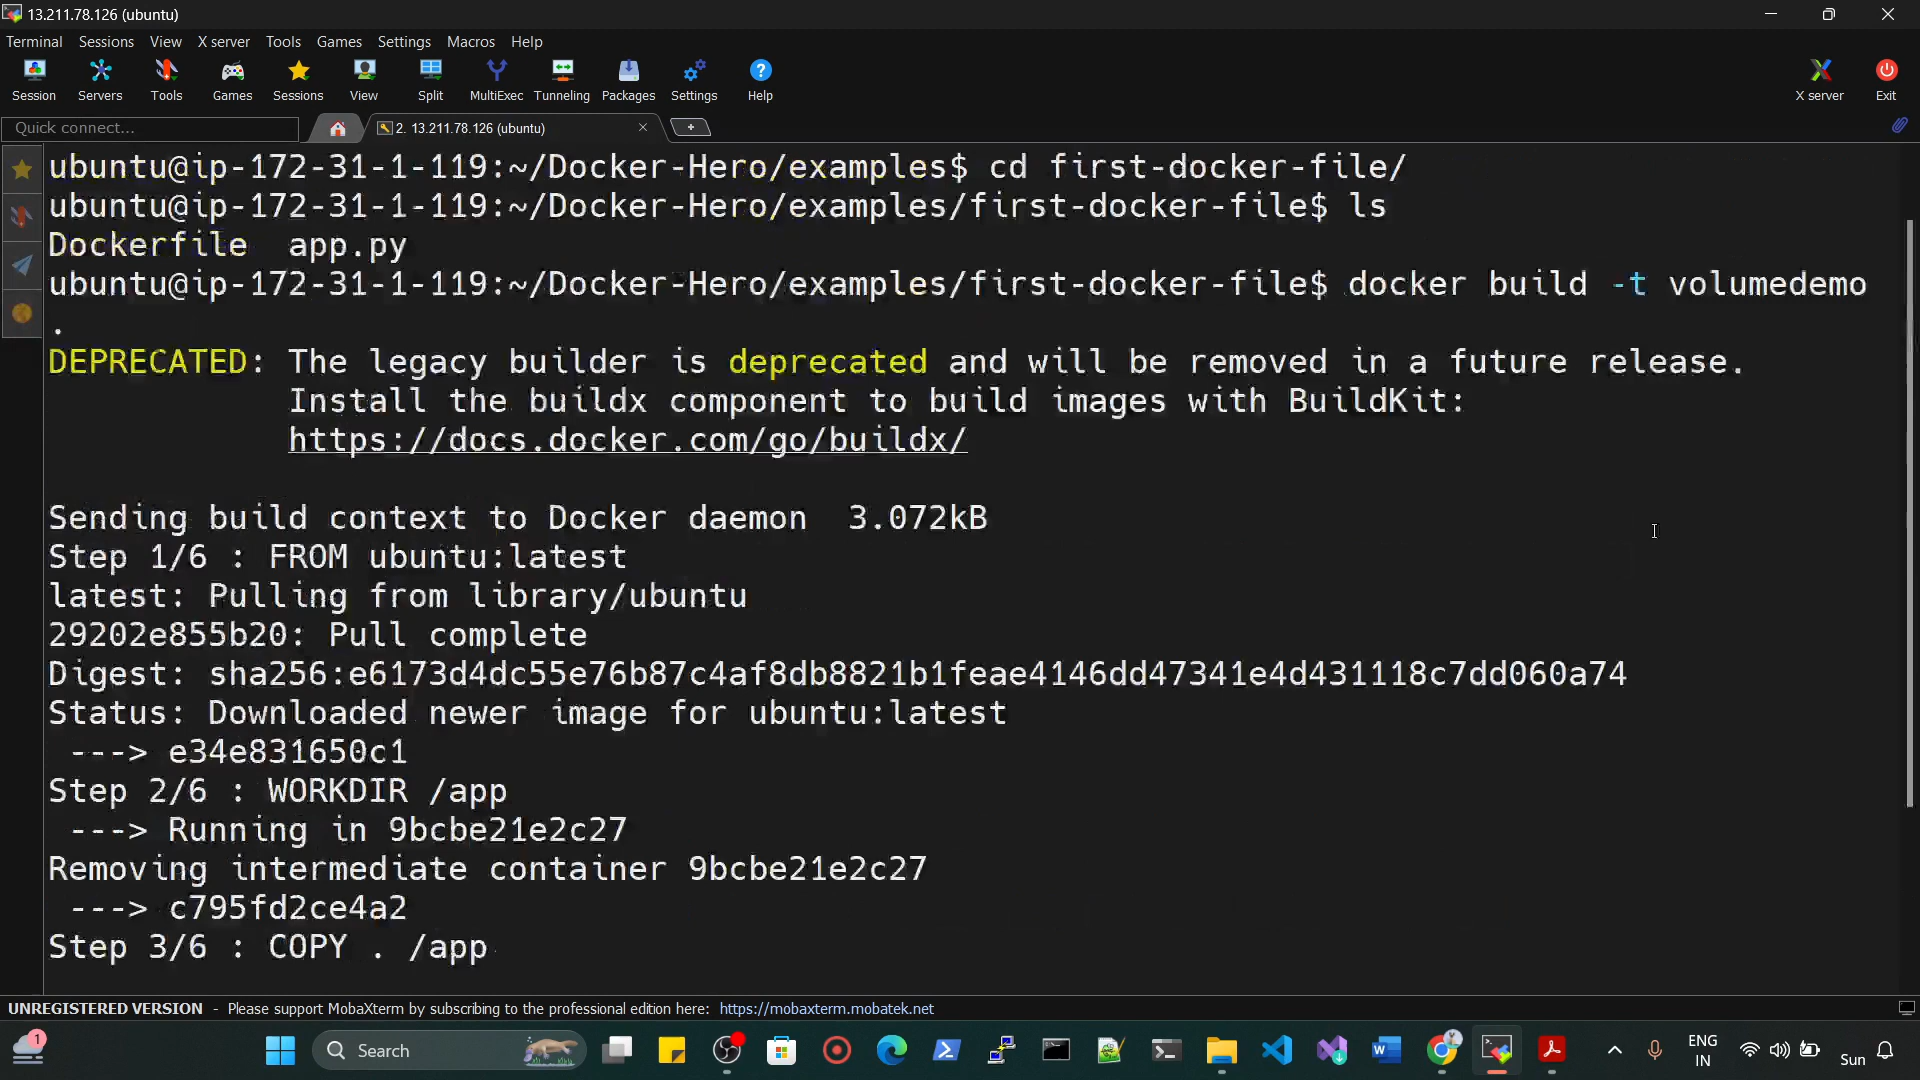 13.211.78.126 (ubuntu)
Terminal Sessions View X server Tools Games Settings Macros Help
Session Servers Tools Games Sessions View Split MultiExec Tunneling Packages Settings Help X server Exit
Quick connect...
2. 13.211.78.126 (ubuntu)
ubuntu@ip-172-31-1-119:~/Docker-Hero/examples$ cd first-docker-file/
ubuntu@ip-172-31-1-119:~/Docker-Hero/examples/first-docker-file$ ls
Dockerfile  app.py
ubuntu@ip-172-31-1-119:~/Docker-Hero/examples/first-docker-file$ docker build -t volumedemo
.
DEPRECATED: The legacy builder is deprecated and will be removed in a future release.
Install the buildx component to build images with BuildKit:
https://docs.docker.com/go/buildx/
Sending build context to Docker daemon  3.072kB
Step 1/6 : FROM ubuntu:latest
latest: Pulling from library/ubuntu
29202e855b20: Pull complete
Digest: sha256:e6173d4dc55e76b87c4af8db8821b1feae4146dd47341e4d431118c7dd060a74
Status: Downloaded newer image for ubuntu:latest
---> e34e831650c1
Step 2/6 : WORKDIR /app
---> Running in 9bcbe21e2c27
Removing intermediate container 9bcbe21e2c27
---> c795fd2ce4a2
Step 3/6 : COPY . /app
UNREGISTERED VERSION - Please support MobaXterm by subscribing to the professional edition here: https://mobaxterm.mobatek.net
1
Search
ENG
IN
Sun